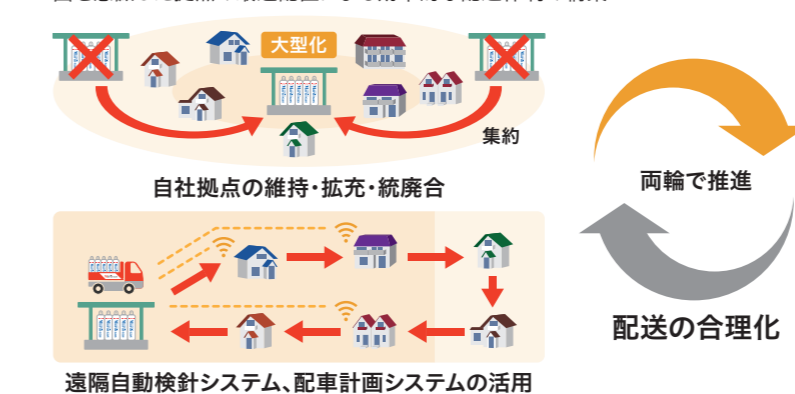 大型化
集約
自社拠点の維持・拡充・統廃合
両輪で推進
配送の合理化
遠隔自動検針システム、配車計画システムの活用